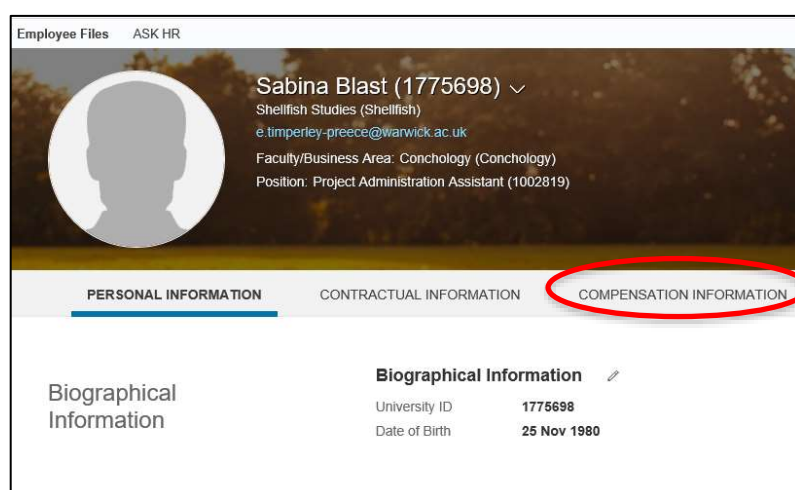 Employee Files ASK HR
Sabina Blast (1775698)
Shellfish Studies (Shellfish)
e.timperley-preece@warwick.ac.uk
Faculty/Business Area: Conchology (Conchology)
Position: Project Administration Assistant (1002819)
PERSONAL INFORMATION CONTRACTUAL INFORMATION COMPENSATION INFORMATION
Biographical
Information
Biographical Information
University ID 1775698
Date of Birth 25 Nov 1980